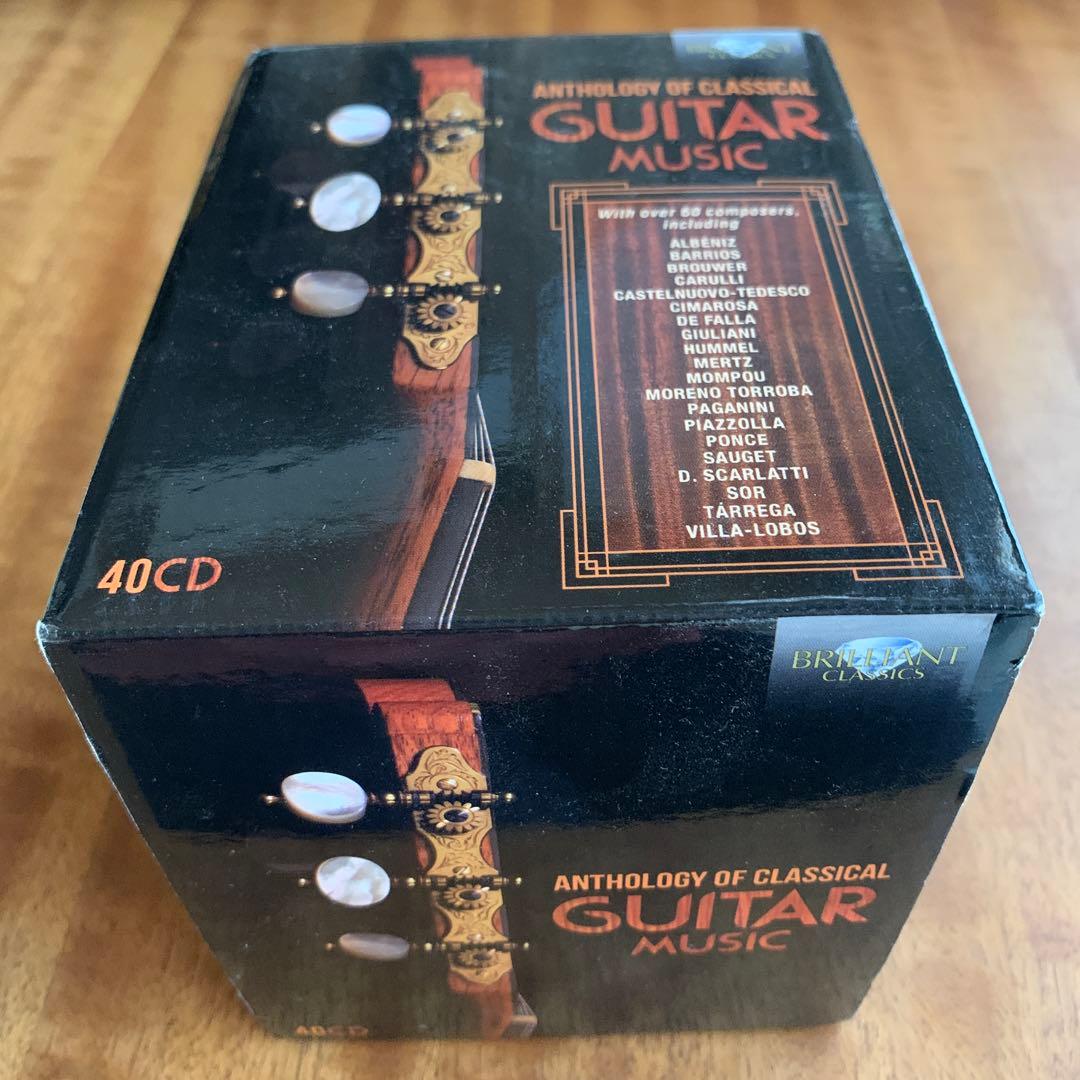 BRILLIANT
CLASSICS
ANTHOLOGY OF CLASSICAL
GUITAR
MUSIC
With over 60 composers,
including
ALBÉNIZ
BARRIOS
BROUWER
CARULLI
CASTELNUOVO-TEDESCO
CIMAROSA
DE FALLA
GIULIANI
HUMMEL
MERTZ
MOMPOU
MORENO TORROBA
PAGANINI
PIAZZOLLA
PONCE
SAUGET
D. SCARLATTI
SOR
TÁRREGA
VILLA-LOBOS
40CD
BRILLIANT
CLASSICS
ANTHOLOGY OF CLASSICAL
GUITAR
MUSIC
40CD